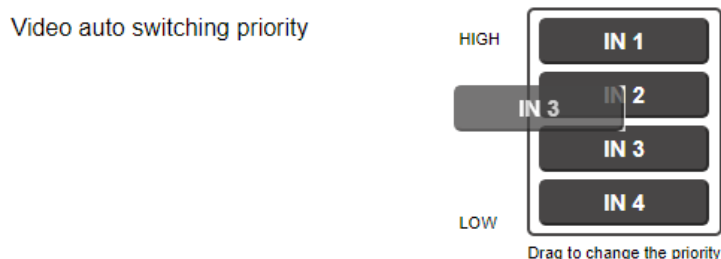 Video auto switching priority
HIGH
IN 1
IN 2
IN 3
IN 3
IN 4
LOW
Drag to change the priority